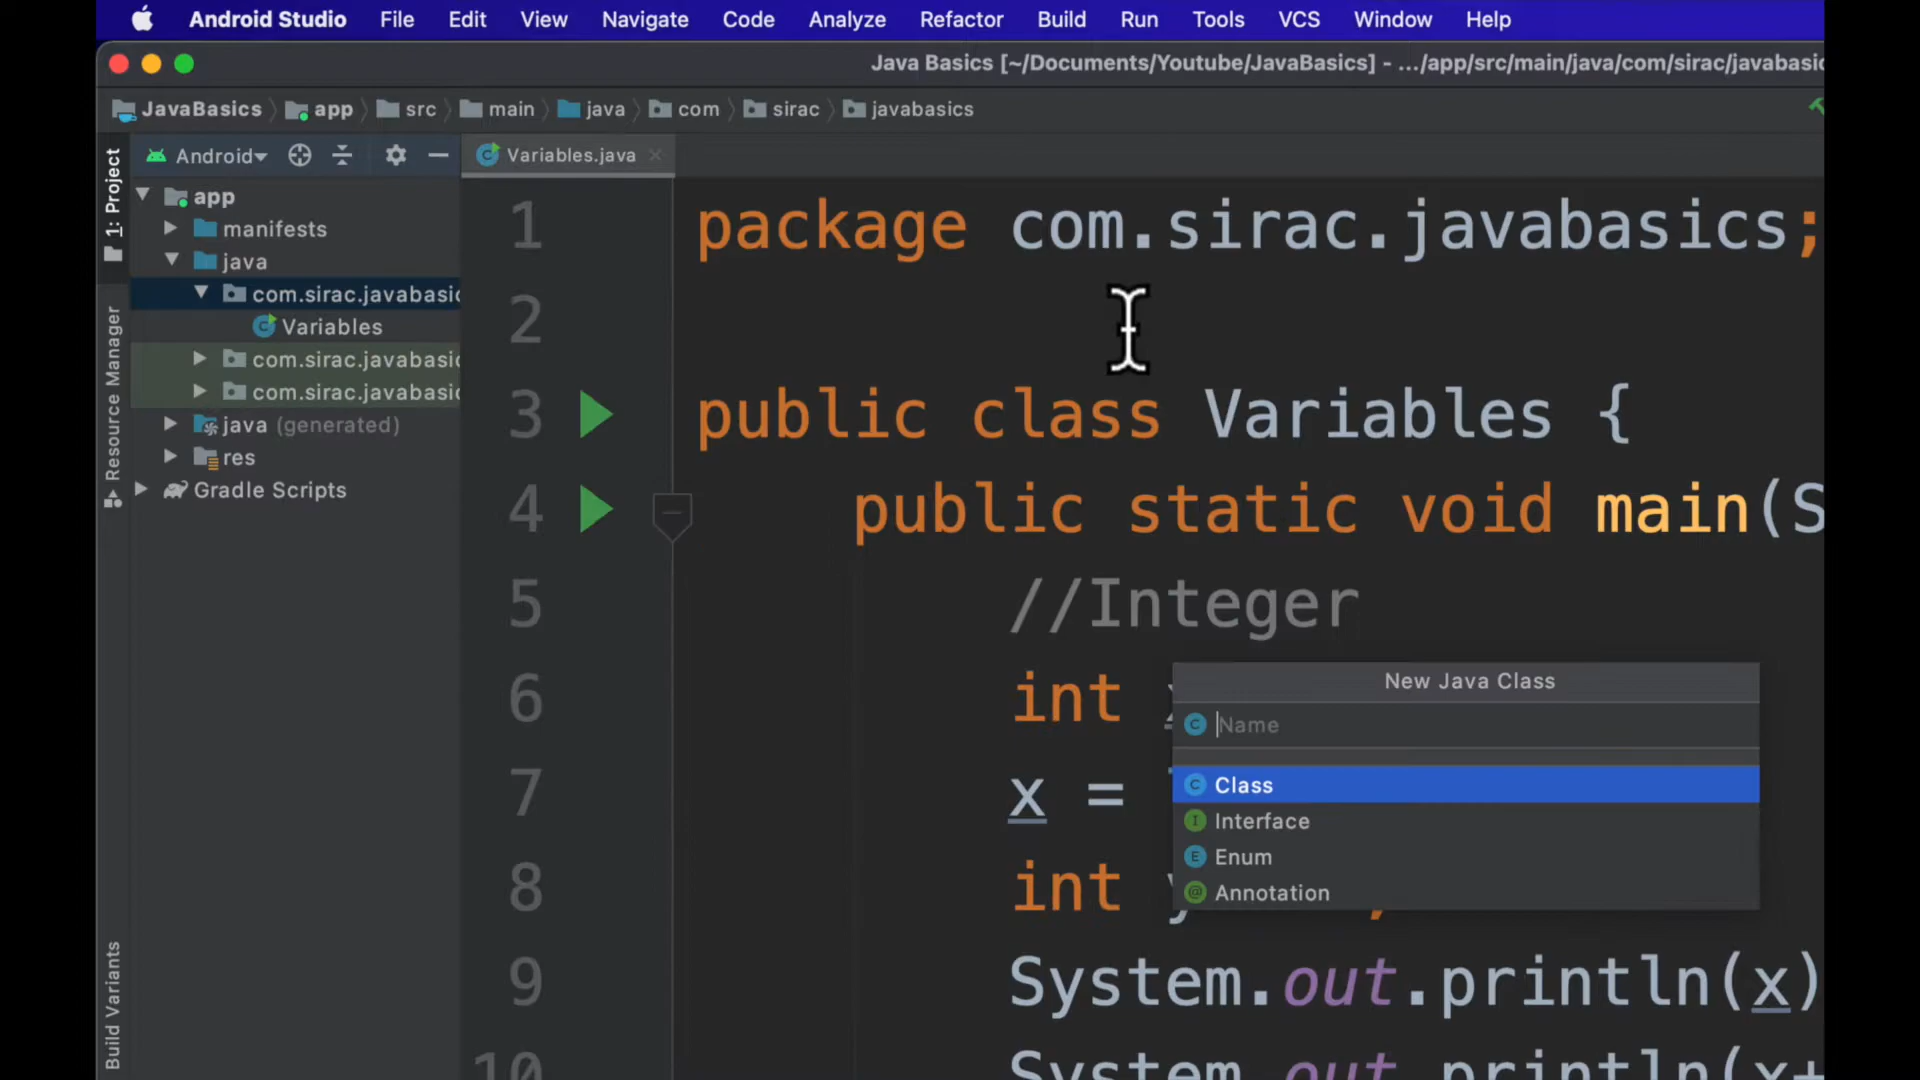 Android Studio File Edit View Navigate Code Analyze Refactor Build Run Tools VCS Window Help
Java Basics [~/Documents/Youtube/JavaBasics] - .../app/src/main/java/com/sirac/javabasic
JavaBasics app src main java com sirac javabasics
1: Project
Resource Manager
Build Variants
Android
app
manifests
java
com.sirac.javabasic
Variables
com.sirac.javabasic
com.sirac.javabasic
java (generated)
res
Gradle Scripts
Variables.java
1 package com.sirac.javabasics;
2
3 public class Variables {
4 public static void main(S
5 //Integer
6 int
7 x =
8 int y
9 System.out.println(x)
10 System.out.println(x+
New Java Class
Name
Class
Interface
Enum
Annotation